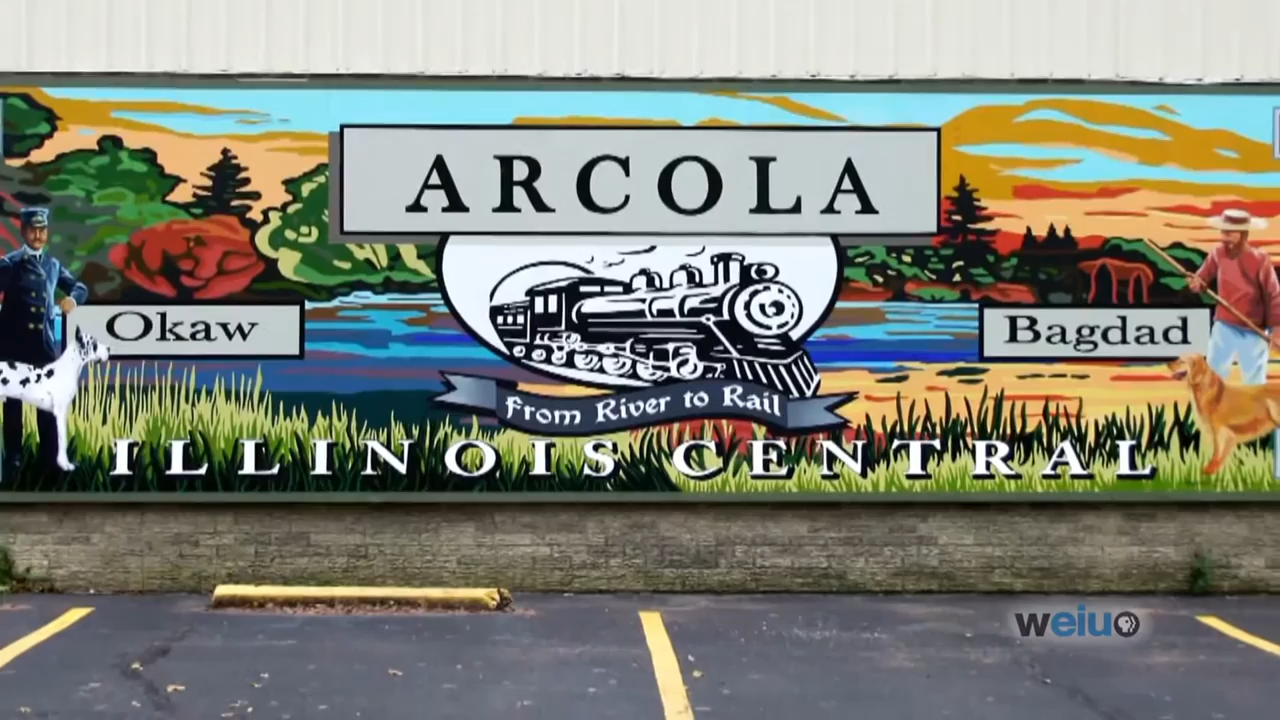 ARCOLA
Okaw
Bagdad
From River to Rail
ILLINOIS CENTRAL
weiu